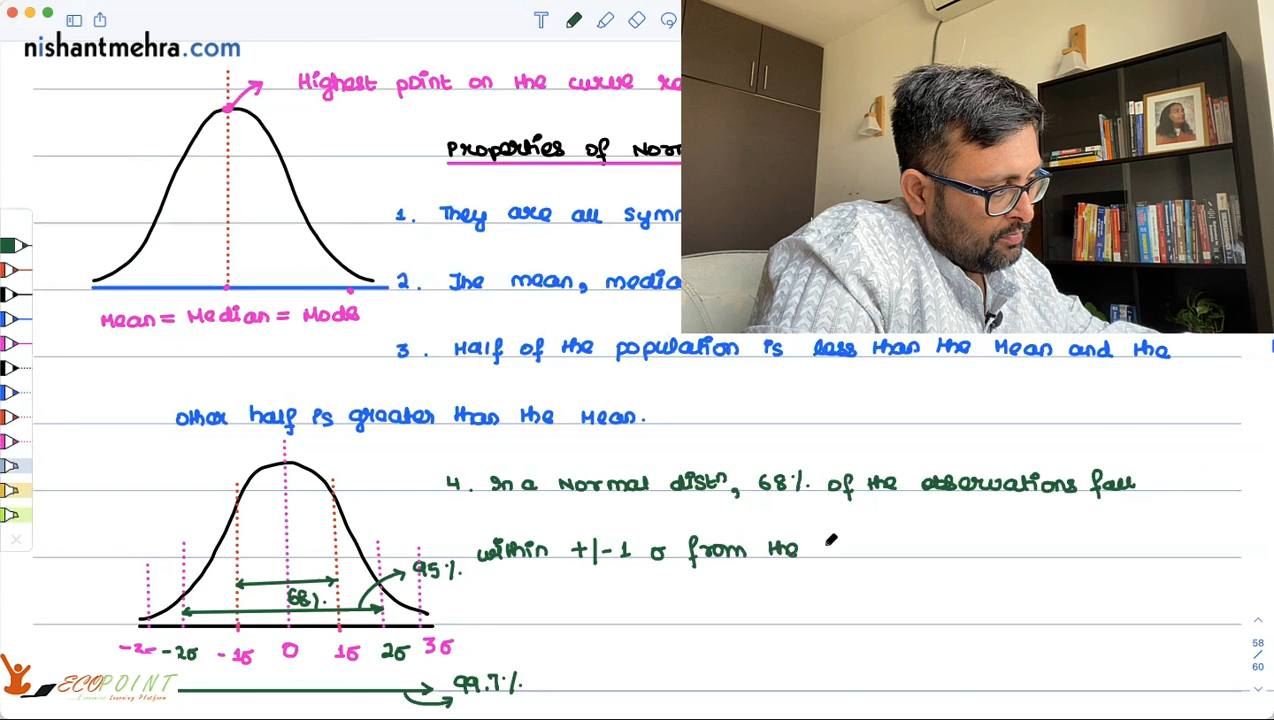 nishantmehra.com
Highest point on the curve
Properties of Nor
1. They are all symm
2. The mean, media
Mean = Median = Mode
3. Half of the population is less than the Mean and the
other half is greater than the Mean.
4. In a Normal distⁿ, 68% of the observations fall
within +/-1 σ from the
95%.
68%
-2σ -1σ 0 1σ 2σ 3σ
99.7%.
ECOPOINT
58
/
60